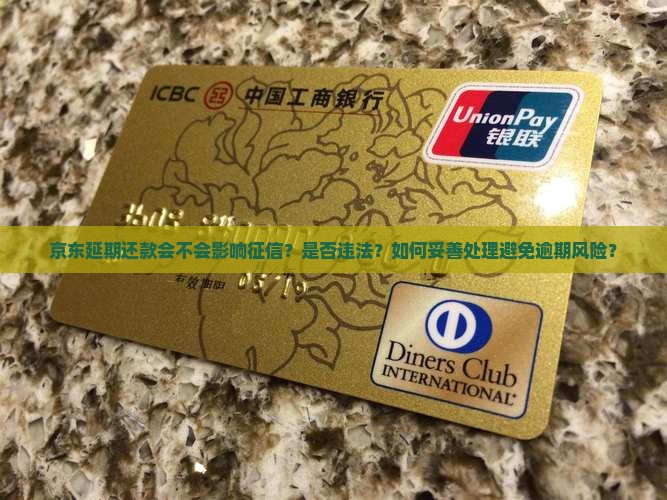 ICBC 中国工商银行
UnionPay
银联
京东延期还款会不会影响征信？是否违法？如何妥善处理避免逾期风险？
Diners Club
INTERNATIONAL